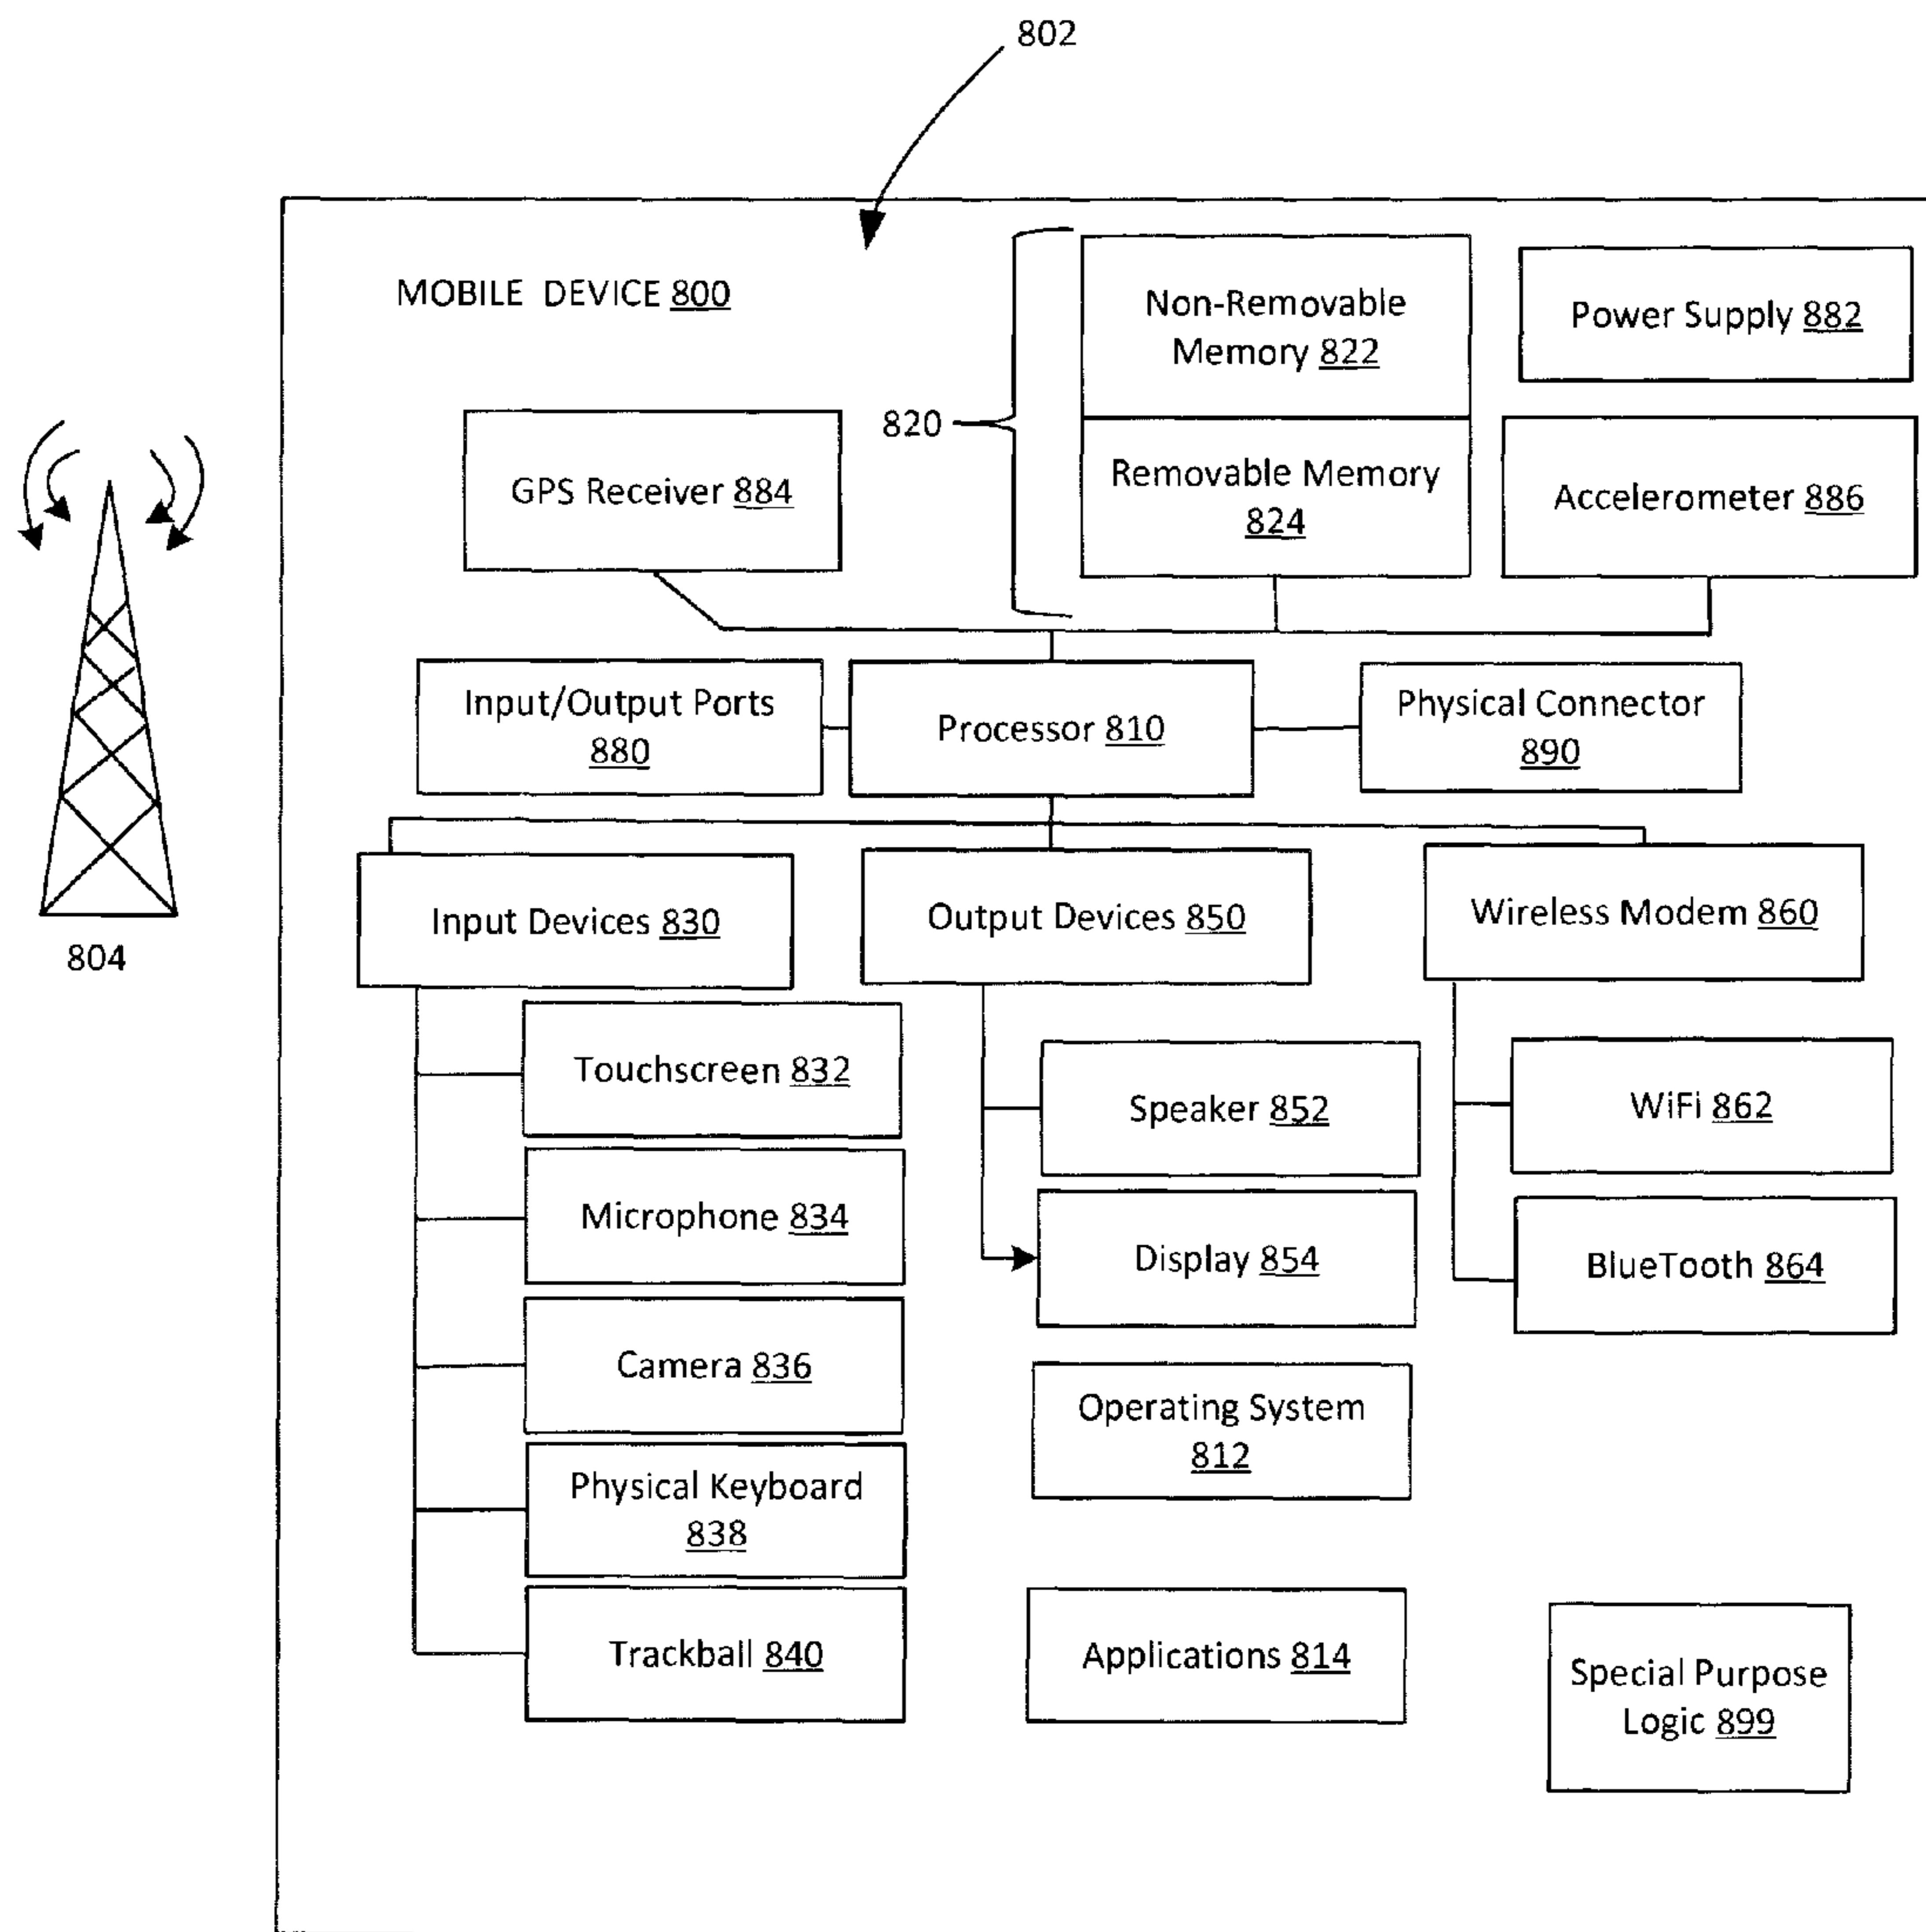 802
MOBILE DEVICE 800
Non-Removable
Memory 822
Power Supply 882
820
GPS Receiver 884
Removable Memory
824
Accelerometer 886
Input/Output Ports
880
Processor 810
Physical Connector
890
Input Devices 830
Output Devices 850
Wireless Modem 860
804
Touchscreen 832
Speaker 852
WiFi 862
Microphone 834
Display 854
BlueTooth 864
Camera 836
Operating System
812
Physical Keyboard
838
Trackball 840
Applications 814
Special Purpose
Logic 899